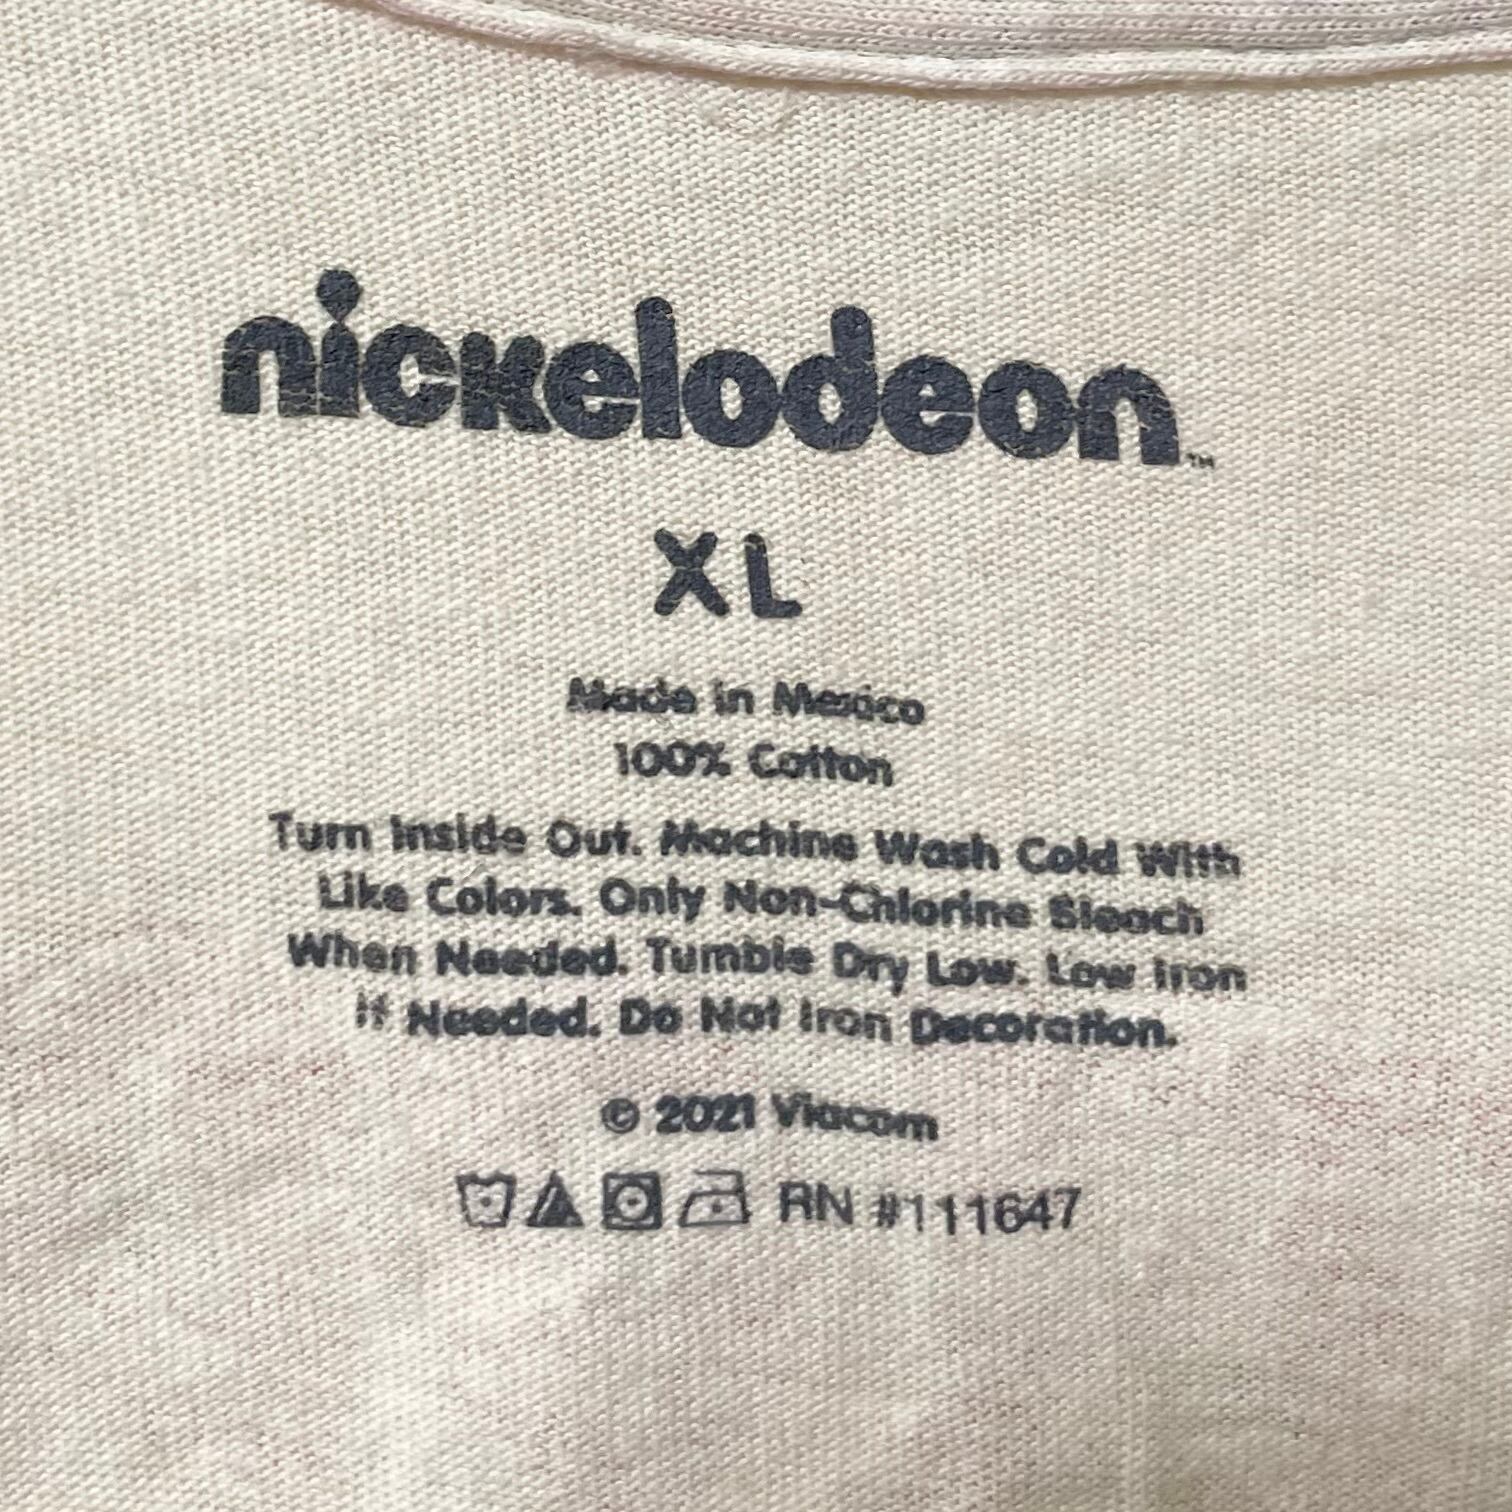 nickelodeon™
XL
Made in Mexico
100% Cotton
Turn Inside Out. Machine Wash Cold With
Like Colors. Only Non-Chlorine Bleach
When Needed. Tumble Dry Low. Low Iron
If Needed. Do Not Iron Decoration.
© 2021 Viacom
RN #111647